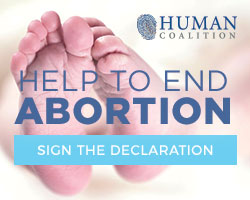 HUMAN
COALITION
HELP TO END
ABORTION
SIGN THE DECLARATION